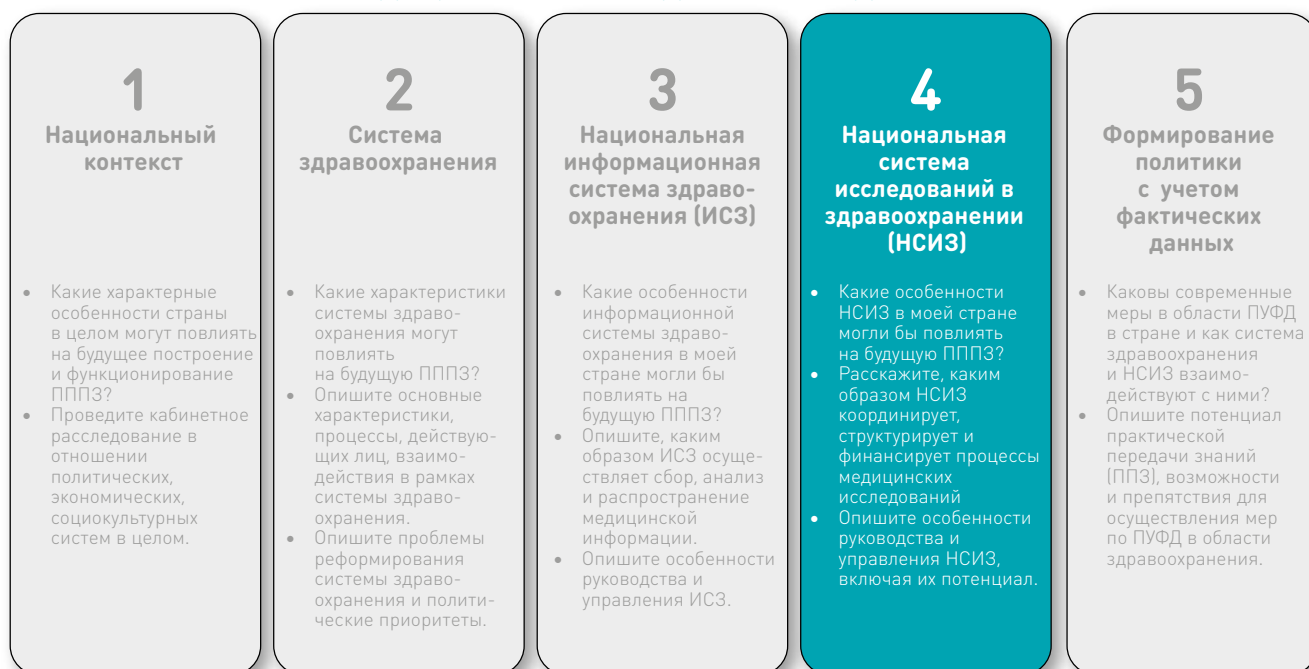 1
Национальный
контекст
• Какие характерные
особенности страны
в целом могут повлиять
на будущее построение
и функционирование
ПППЗ?
• Проведите кабинетное
расследование в
отношении
политических,
экономических,
социокультурных
систем в целом.
2
Система
здравоохранения
• Какие характеристики
системы здраво-
охранения могут
повлиять
на будущую ПППЗ?
• Опишите основные
характеристики,
процессы, действую-
щих лиц, взаимо-
действия в рамках
системы здраво-
охранения.
• Опишите проблемы
реформирования
системы здраво-
охранения и полити-
ческие приоритеты.
3
Национальная
информационная
система здраво-
охранения (ИСЗ)
• Какие особенности
информационной
системы здраво-
охранения в моей
стране могли бы
повлиять на
будущую ПППЗ?
• Опишите, каким
образом ИСЗ осуще-
ствляет сбор, анализ
и распространение
медицинской
информации.
• Опишите особенности
руководства и
управления ИСЗ.
4
Национальная
система
исследований в
здравоохранении
(НСИЗ)
• Какие особенности
НСИЗ в моей стране
могли бы повлиять
на будущую ПППЗ?
• Расскажите, каким
образом НСИЗ
координирует,
структурирует и
финансирует процессы
медицинских
исследований
• Опишите особенности
руководства и
управления НСИЗ,
включая их потенциал.
5
Формирование
политики
с учетом
фактических
данных
• Каковы современные
меры в области ПУФД
в стране и как система
здравоохранения
и НСИЗ взаимо-
действуют с ними?
• Опишите потенциал
практической
передачи знаний
(ППЗ), возможности
и препятствия для
осуществления мер
по ПУФД в области
здравоохранения.